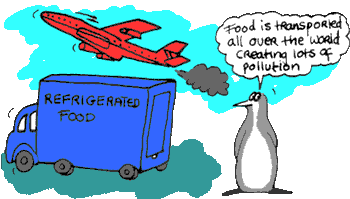 Food is transported
all over the world
creating lots of
pollution
REFRIGERATED
FOOD